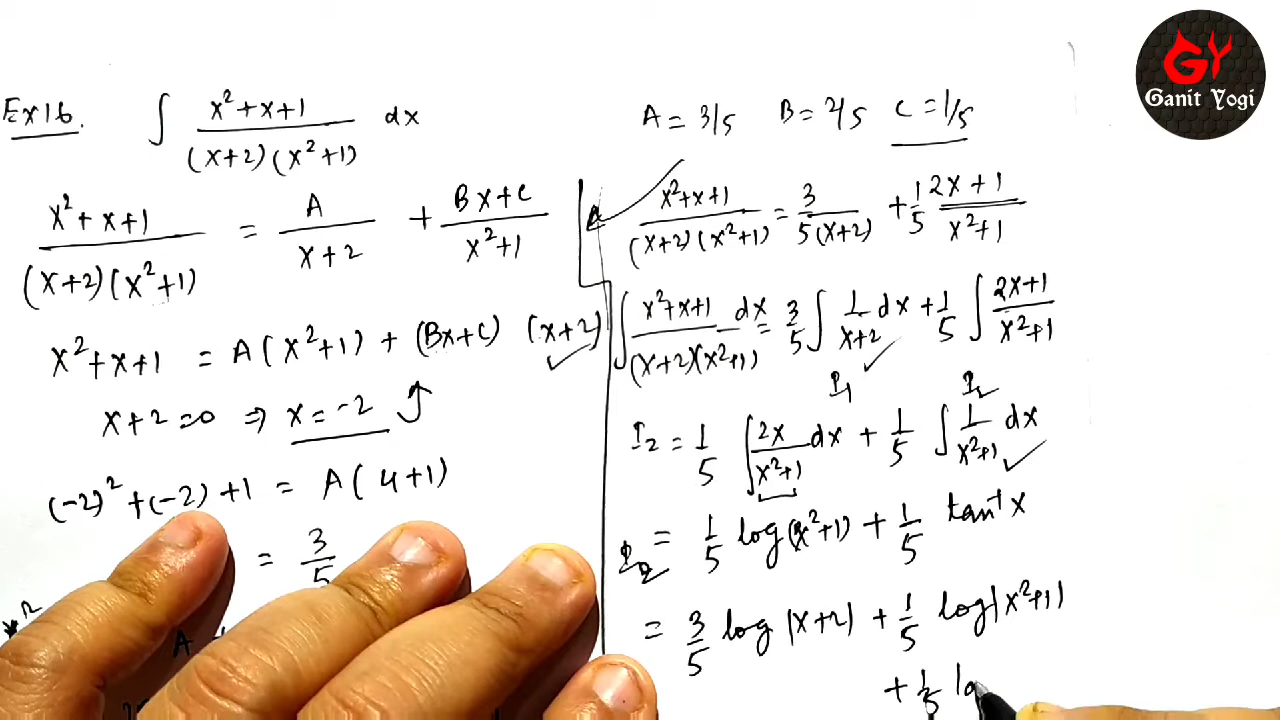 GY
Ganit Yogi
Ex16. ∫ x²+x+1 / (x+2)(x²+1) dx
x²+x+1 / (x+2)(x²+1) = A / x+2 + Bx+C / x²+1
x²+x+1 = A(x²+1) + (Bx+C) (x+2)
x+2=0 ⇒ x=-2
(-2)²+(-2)+1 = A(4+1)
= 3/5
A = 3/5 B = 2/5 C = 1/5
x²+x+1 / (x+2)(x²+1) = 3 / 5(x+2) + 1/5 2x+1 / x²+1
∫ x²+x+1 / (x+2)(x²+1) dx = 3/5 ∫ 1 / x+2 dx + 1/5 ∫ 2x+1 / x²+1
I₁ I₂
I₂ = 1/5 ∫ 2x / x²+1 dx + 1/5 ∫ 1 / x²+1 dx
I₂ = 1/5 log(x²+1) + 1/5 tan⁻¹x
= 3/5 log |x+2| + 1/5 log|x²+1|
+ 1/5 lo